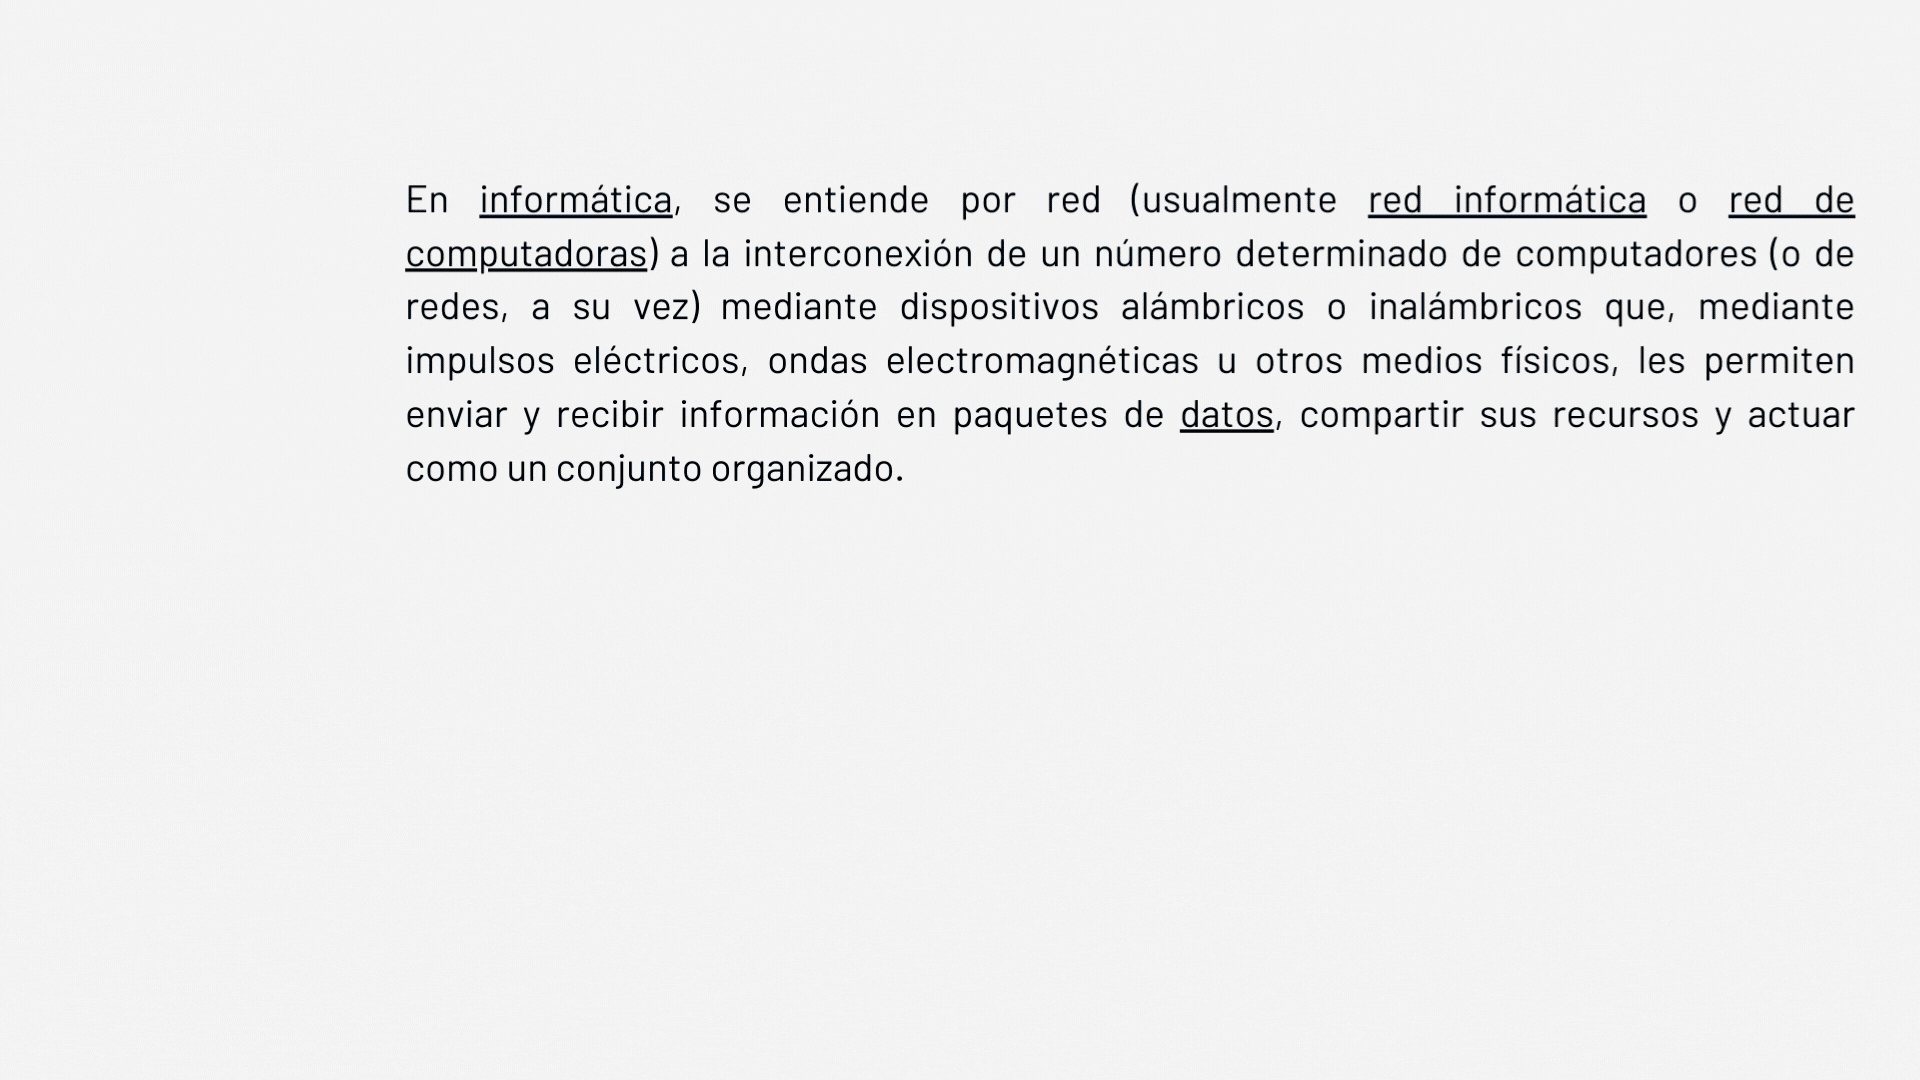 En informática, se entiende por red (usualmente red informática o red de
computadoras) a la interconexión de un número determinado de computadores (o de
redes, a su vez) mediante dispositivos alámbricos o inalámbricos que, mediante
impulsos eléctricos, ondas electromagnéticas u otros medios físicos, les permiten
enviar y recibir información en paquetes de datos, compartir sus recursos y actuar
como un conjunto organizado.